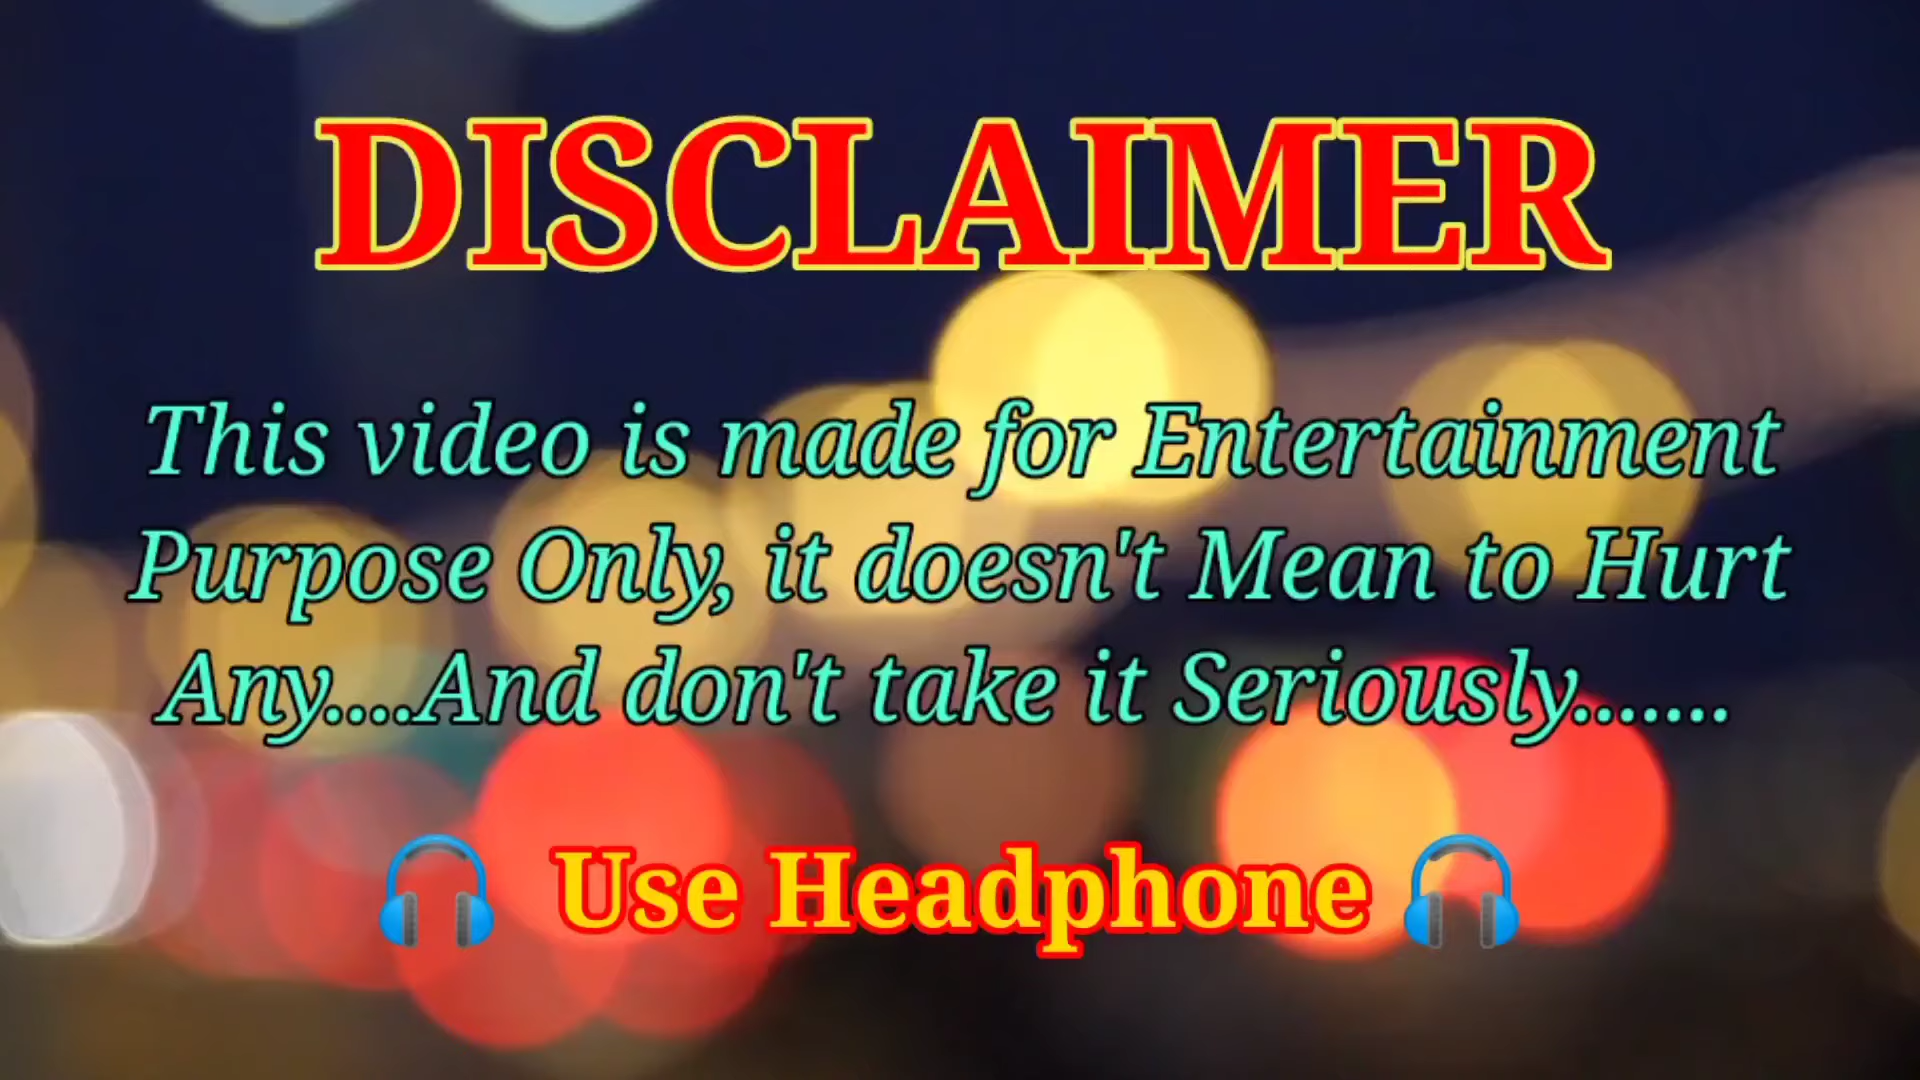 DISCLAIMER
This video is made for Entertainment
Purpose Only, it doesn't Mean to Hurt
Any....And don't take it Seriously.......
🎧 Use Headphone 🎧